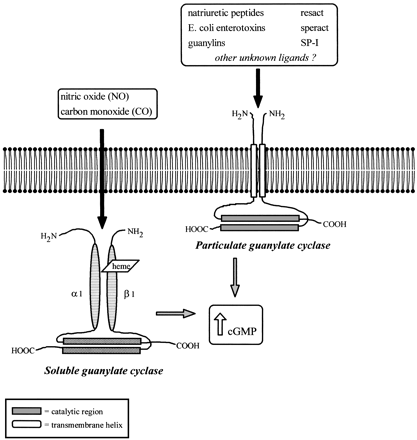 natriuretic peptides resact
E. coli enterotoxins speract
guanylins SP-I
other unknown ligands ?
nitric oxide (NO)
carbon monoxide (CO)
H₂N NH₂
HOOC COOH
Particulate guanylate cyclase
H₂N NH₂
heme
α1 β1
cGMP
HOOC COOH
Soluble guanylate cyclase
= catalytic region
= transmembrane helix